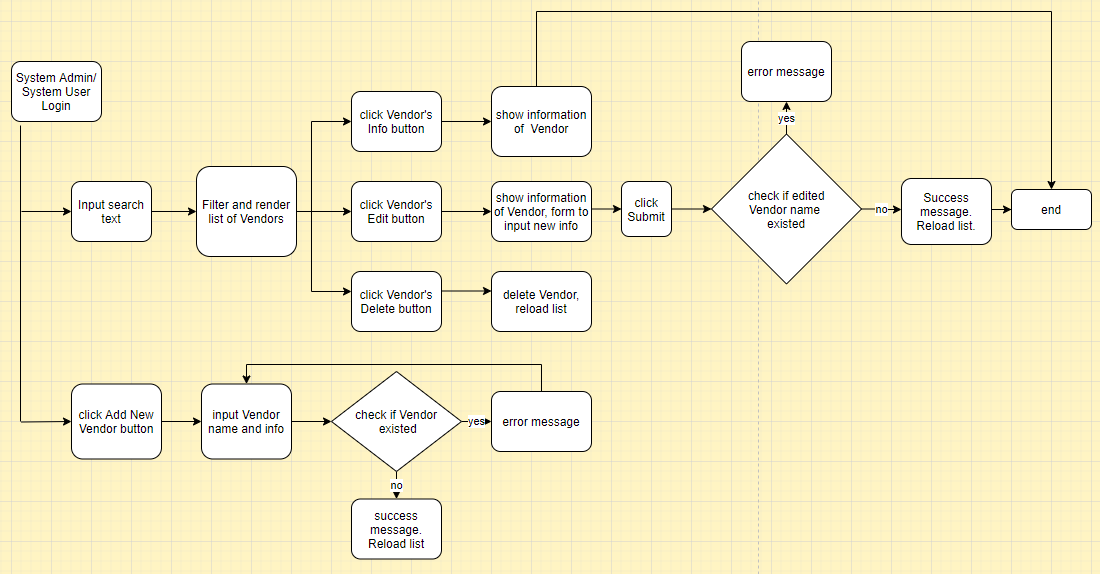 System Admin/
System User
Login
Input search
text
Filter and render
list of Vendors
click Vendor's
Info button
show information
of Vendor
click Vendor's
Edit button
show information
of Vendor, form to
input new info
click
Submit
check if edited
Vendor name
existed
yes
error message
no
Success
message.
Reload list.
end
click Vendor's
Delete button
delete Vendor,
reload list
click Add New
Vendor button
input Vendor
name and info
check if Vendor
existed
yes
error message
no
success
message.
Reload list